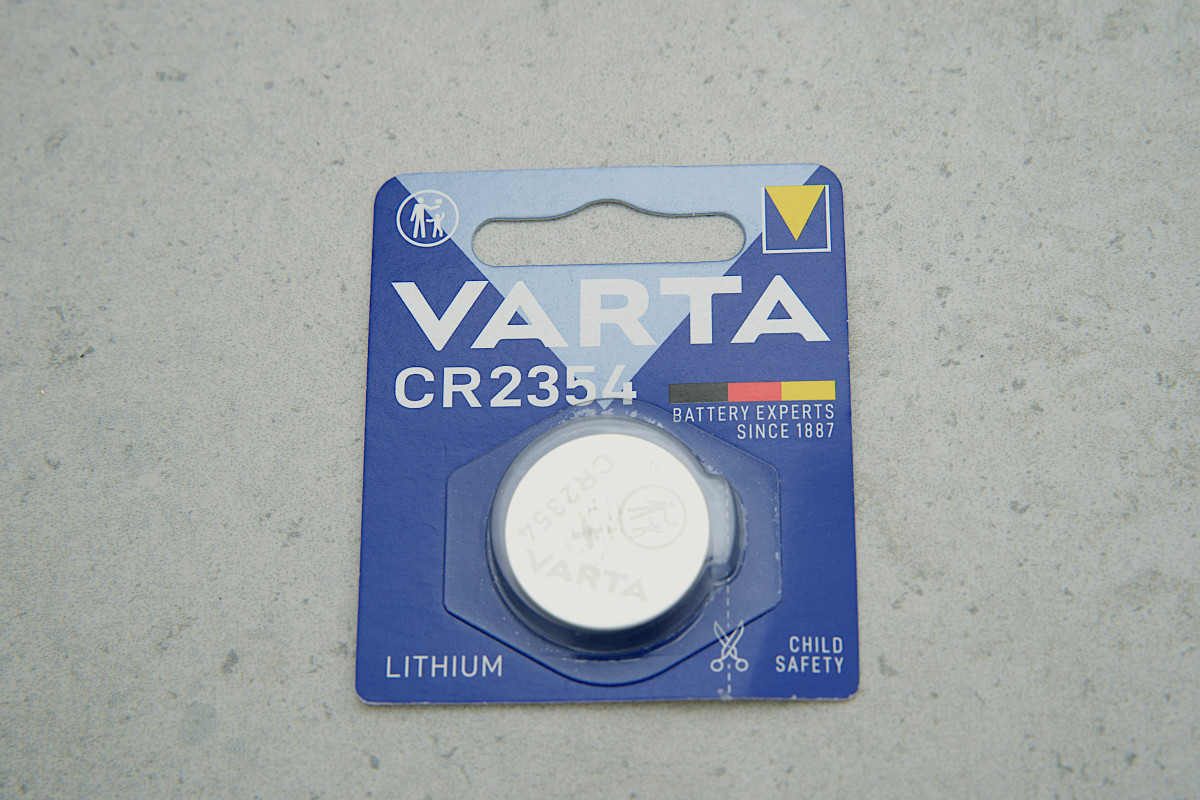 VARTA
CR2354
BATTERY EXPERTS
SINCE 1887
CR2354
+
VARTA
LITHIUM
CHILD
SAFETY